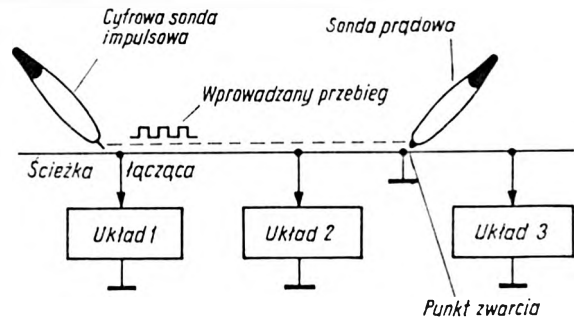 Cyfrowa sonda
impulsowa
Sonda prądowa
Wprowadzany przebieg
Ścieżka łącząca
Układ 1
Układ 2
Układ 3
Punkt zwarcia